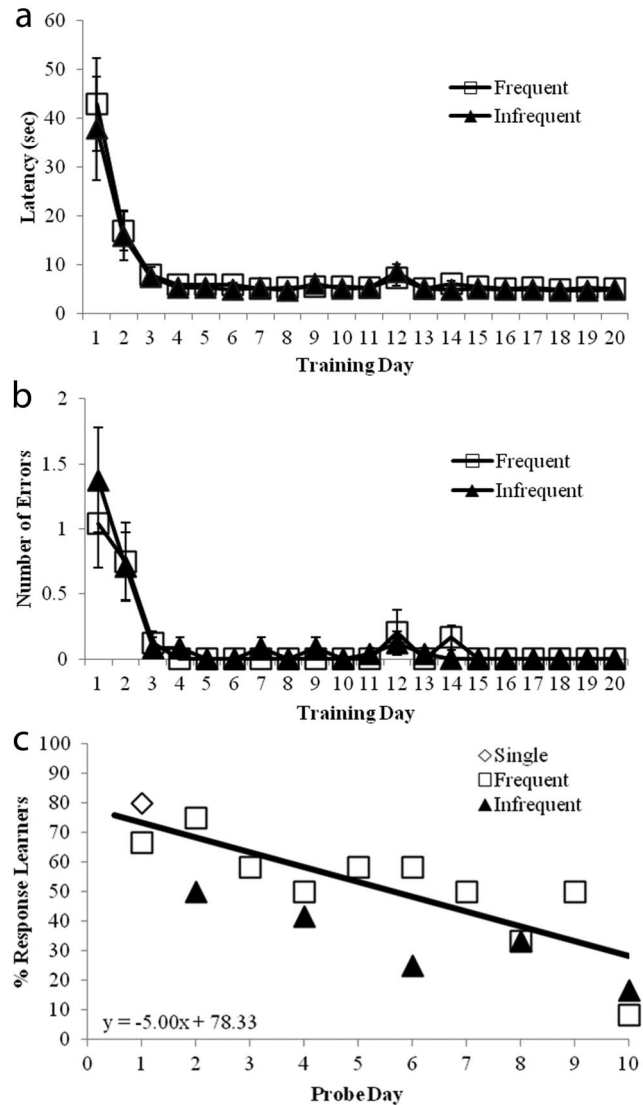 a
60
50
40
30
20
10
0
Latency (sec)
Frequent
Infrequent
1 2 3 4 5 6 7 8 9 10 11 12 13 14 15 16 17 18 19 20
Training Day
b
2
1.5
1
0.5
0
Number of Errors
Frequent
Infrequent
1 2 3 4 5 6 7 8 9 10 11 12 13 14 15 16 17 18 19 20
Training Day
c
100
90
80
70
60
50
40
30
20
10
0
% Response Learners
Single
Frequent
Infrequent
y = -5.00x + 78.33
0 1 2 3 4 5 6 7 8 9 10
Probe Day